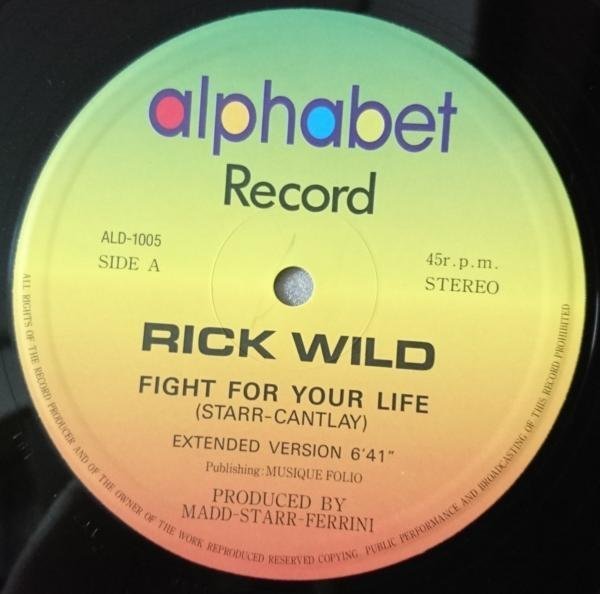 alphabet
Record
ALD-1005
SIDE A
45r.p.m.
STEREO
RICK WILD
FIGHT FOR YOUR LIFE
(STARR-CANTLAY)
EXTENDED VERSION 6'41"
Publishing: MUSIQUE FOLIO
PRODUCED BY
MADD-STARR-FERRINI
ALL RIGHTS OF THE RECORD PRODUCER AND OF THE OWNER OF THE WORK REPRODUCED RESERVED COPYING, PUBLIC PERFORMANCE AND BROADCASTING OF THIS RECORD PROHIBITED